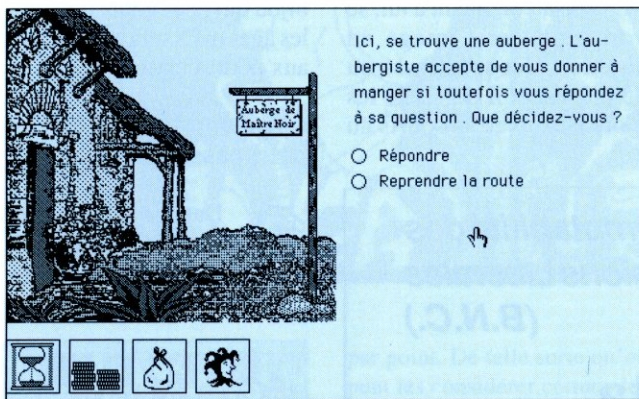 Ici, se trouve une auberge . L'au-
bergiste accepte de vous donner à
manger si toutefois vous répondez
à sa question . Que décidez-vous ?
Répondre
Reprendre la route
Auberge de
Maître Noir
(B.N.C.)